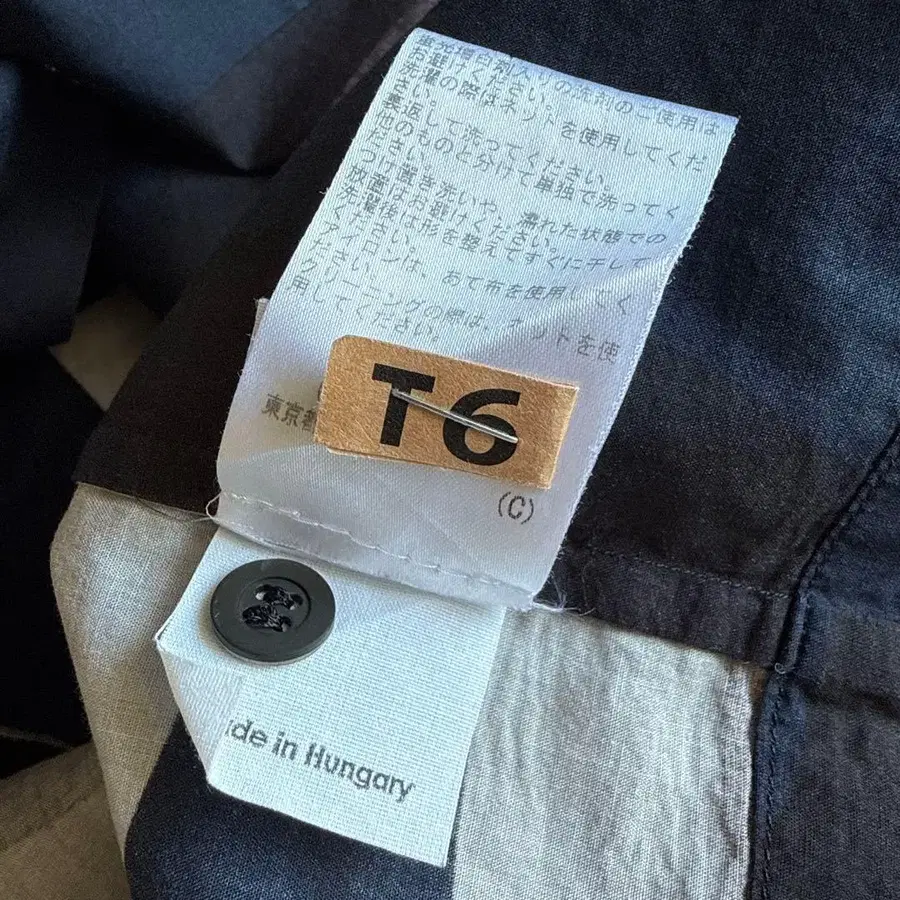 蛍光増白剤入りの洗剤のご使用は
お避けください。
洗濯の際はネットを使用してくだ
さい。
裏返して洗ってください。
他のものと分けて単独で洗ってく
ださい。
つけ置き洗いや、濡れた状態での
放置はお避けください。
洗濯後は形を整えてすぐに干して
ください。
アイロンは、おて布を使用してく
ださい。
クリーニングの際は、ネットを使
用してください。
T6
東京都
(C)
de in Hungary